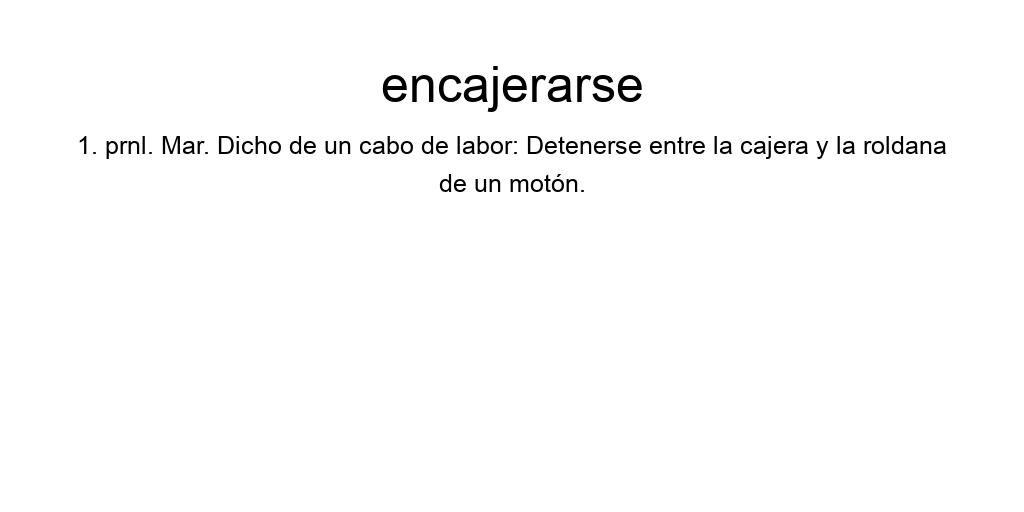 encajerarse
1. prnl. Mar. Dicho de un cabo de labor: Detenerse entre la cajera y la roldana
de un motón.